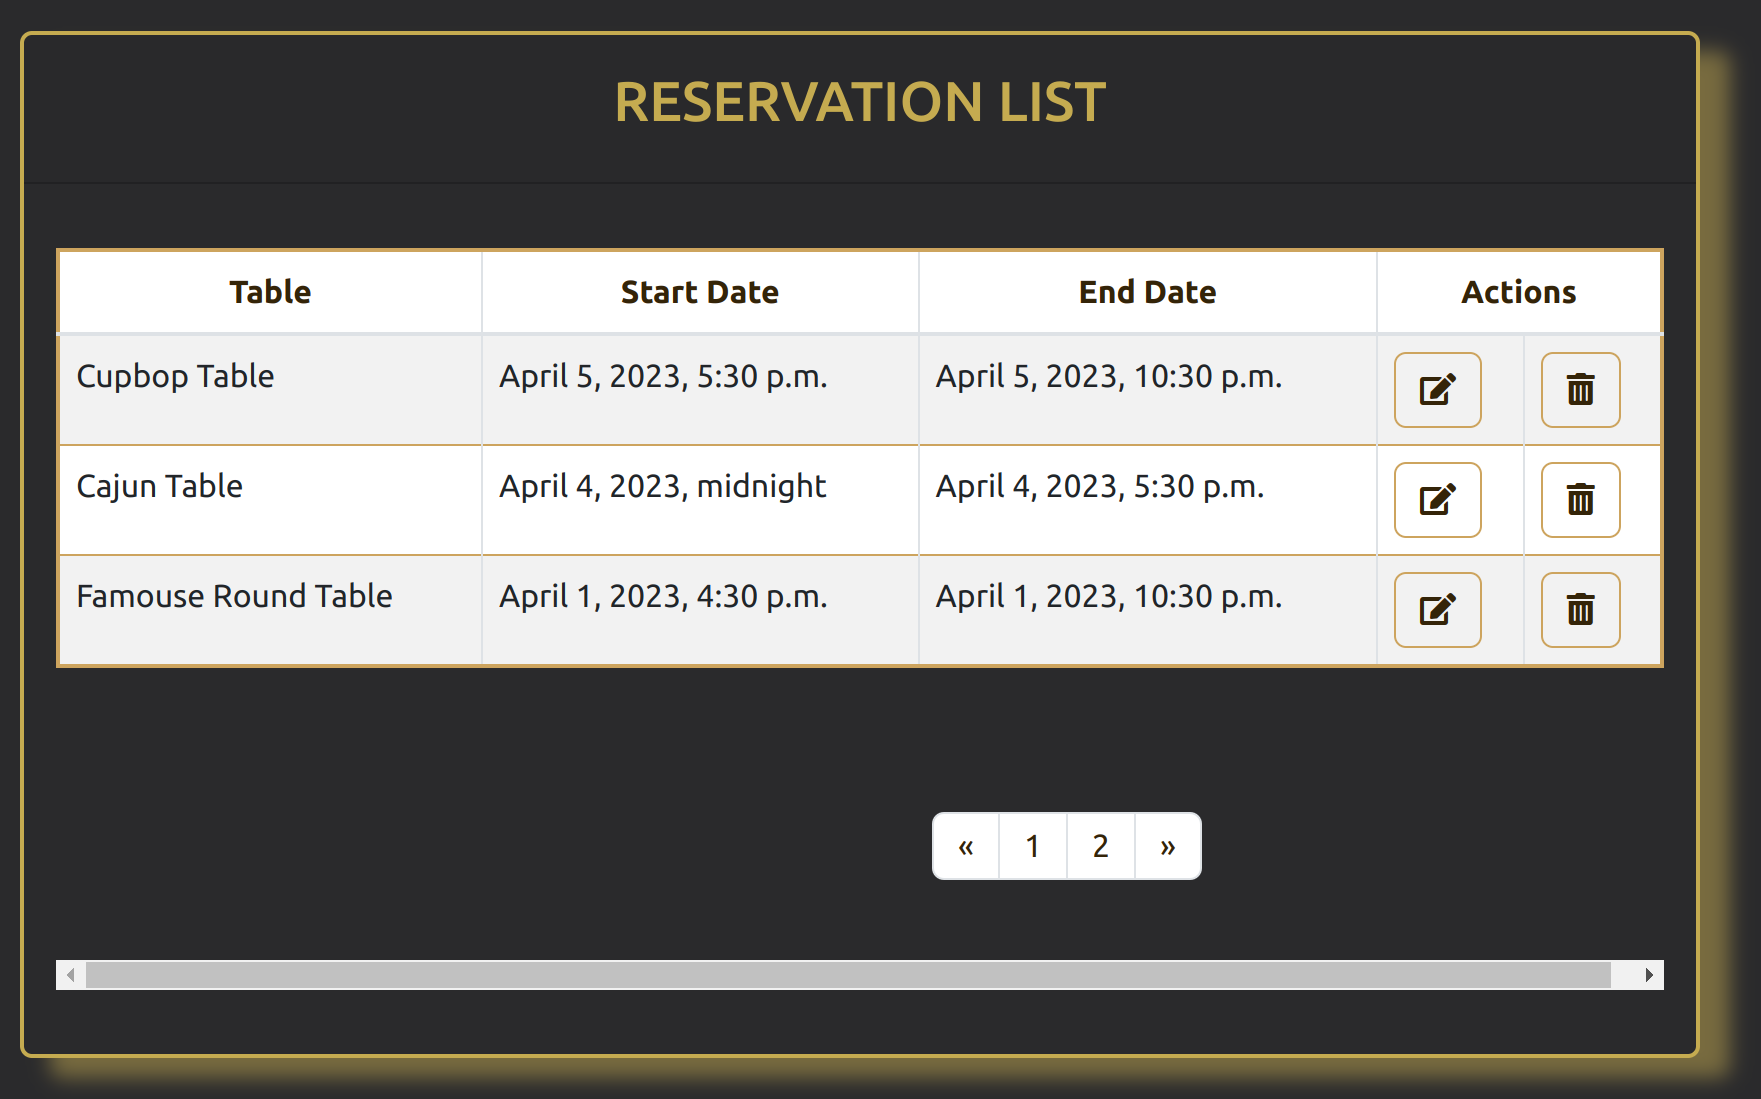 RESERVATION LIST
Table Start Date End Date Actions
Cupbop Table April 5, 2023, 5:30 p.m. April 5, 2023, 10:30 p.m.
Cajun Table April 4, 2023, midnight April 4, 2023, 5:30 p.m.
Famouse Round Table April 1, 2023, 4:30 p.m. April 1, 2023, 10:30 p.m.
« 1 2 »